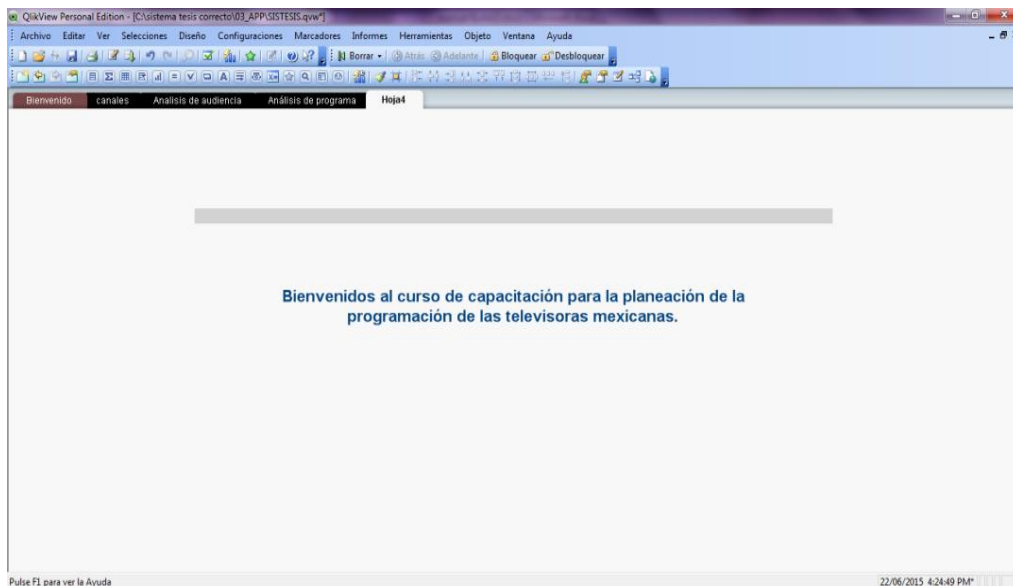 QlikView Personal Edition - [C:\sistema tesis correcto\03_APP\SISTESIS.qvw*]
Archivo Editar Ver Selecciones Diseño Configuraciones Marcadores Informes Herramientas Objeto Ventana Ayuda
Borrar Atrás Adelante Bloquear Desbloquear
Bienvenido canales Analisis de audiencia Análisis de programa Hoja4
Bienvenidos al curso de capacitación para la planeación de la
programación de las televisoras mexicanas.
Pulse F1 para ver la Ayuda 22/06/2015 4:24:49 PM*